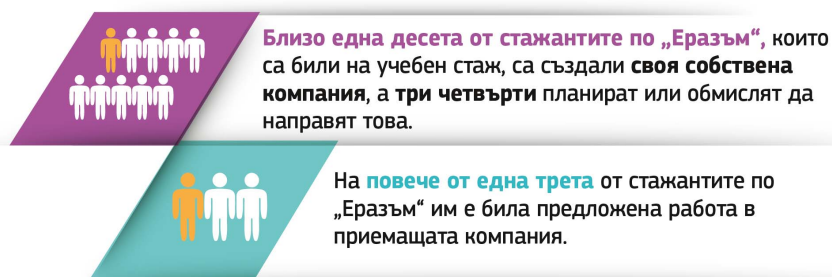 Близо една десета от стажантите по „Еразъм“, които
са били на учебен стаж, са създали своя собствена
компания, а три четвърти планират или обмислят да
направят това.
На повече от една трета от стажантите по
„Еразъм“ им е била предложена работа в
приемащата компания.